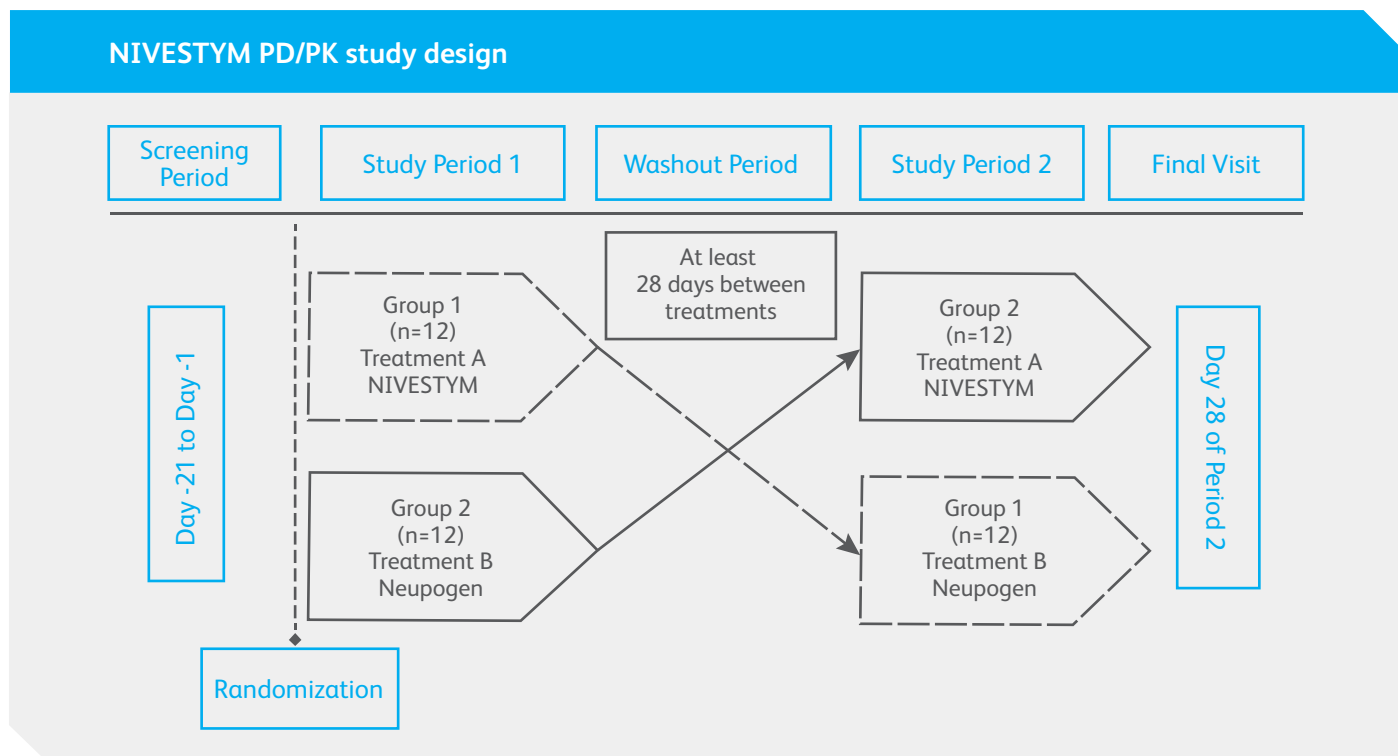 NIVESTYM PD/PK study design
Screening
Period
Study Period 1
Washout Period
Study Period 2
Final Visit
At least
28 days between
treatments
Day -21 to Day -1
Group 1
(n=12)
Treatment A
NIVESTYM
Group 2
(n=12)
Treatment A
NIVESTYM
Group 2
(n=12)
Treatment B
Neupogen
Group 1
(n=12)
Treatment B
Neupogen
Day 28 of Period 2
Randomization